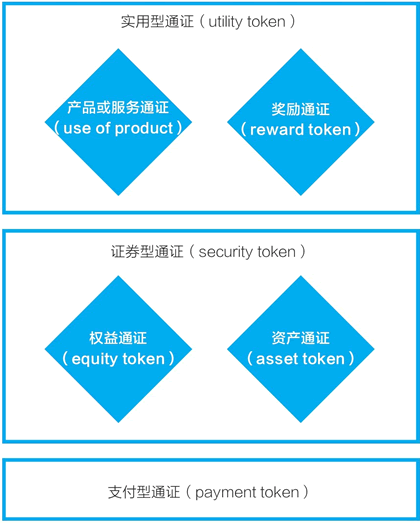 实用型通证（utility token）
产品或服务通证
（use of product）
奖励通证
（reward token）
证券型通证（security token）
权益通证
（equity token）
资产通证
（asset token）
支付型通证（payment token）